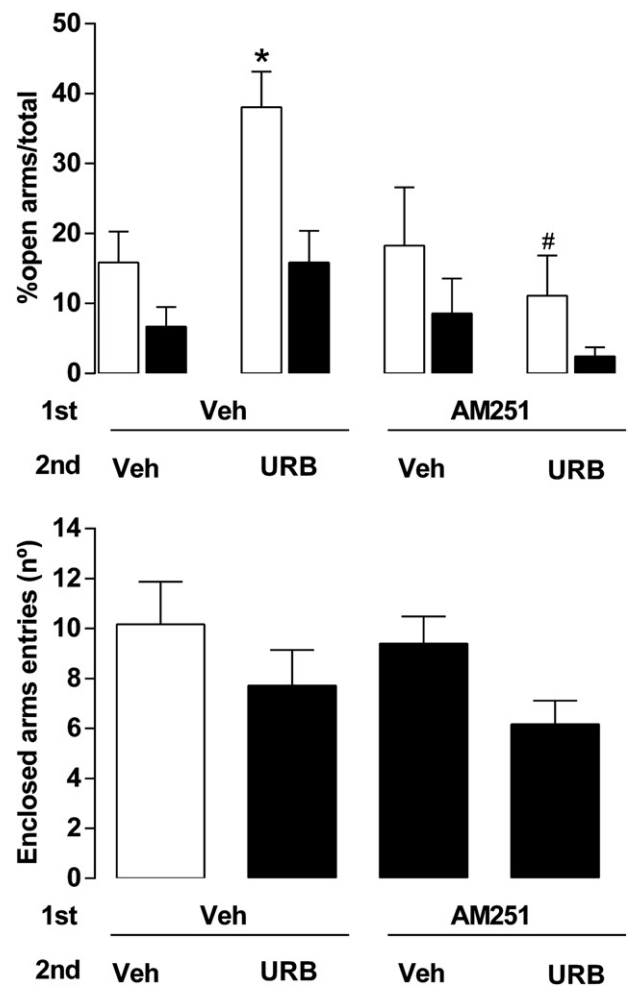 %open arms/total
50
40
30
20
10
0
*
#
1st Veh AM251
2nd Veh URB Veh URB
Enclosed arms entries (nº)
14
12
10
8
6
4
2
0
1st Veh AM251
2nd Veh URB Veh URB